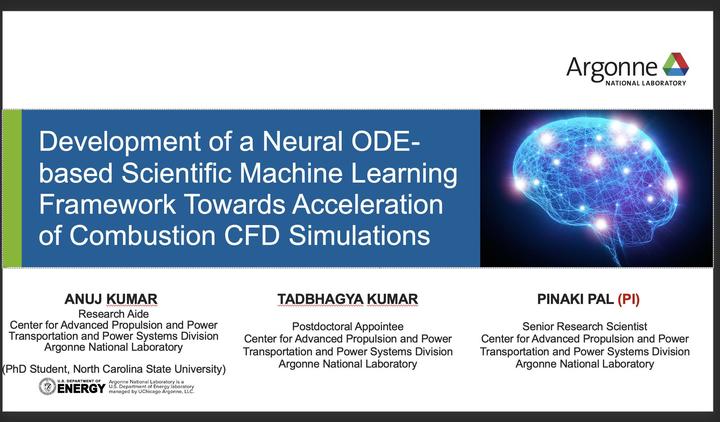 Argonne
NATIONAL LABORATORY
Development of a Neural ODE-
based Scientific Machine Learning
Framework Towards Acceleration
of Combustion CFD Simulations
ANUJ KUMAR
Research Aide
Center for Advanced Propulsion and Power
Transportation and Power Systems Division
Argonne National Laboratory
(PhD Student, North Carolina State University)
TADBHAGYA KUMAR
Postdoctoral Appointee
Center for Advanced Propulsion and Power
Transportation and Power Systems Division
Argonne National Laboratory
PINAKI PAL (PI)
Senior Research Scientist
Center for Advanced Propulsion and Power
Transportation and Power Systems Division
Argonne National Laboratory
U.S. DEPARTMENT OF
ENERGY
Argonne National Laboratory is a
U.S. Department of Energy laboratory
managed by UChicago Argonne, LLC.